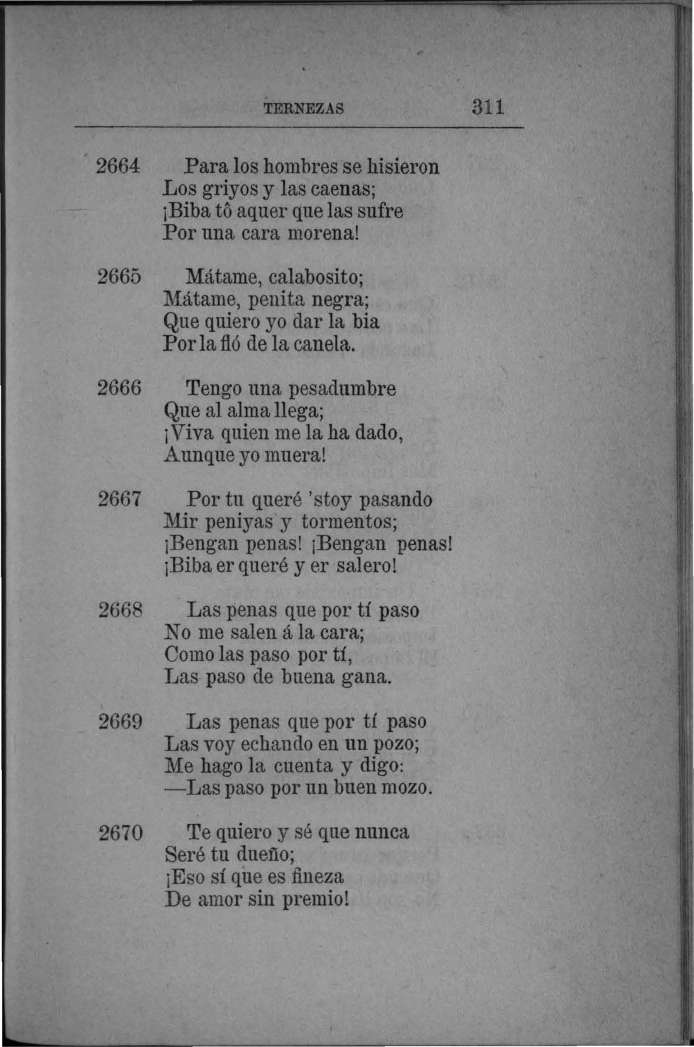 TERNEZAS 311
2664 Para los hombres se hisieron
Los griyos y las caenas;
¡Biba tô aquer que las sufre
Por una cara morena!
2665 Mátame, calabosito;
Mátame, penita negra;
Que quiero yo dar la bia
Por la fló de la canela.
2666 Tengo una pesadumbre
Que al alma llega;
¡Viva quien me la ha dado,
Aunque yo muera!
2667 Por tu queré 'stoy pasando
Mir peniyas y tormentos;
¡Bengan penas! ¡Bengan penas!
¡Biba er queré y er salero!
2668 Las penas que por tí paso
No me salen á la cara;
Como las paso por tí,
Las paso de buena gana.
2669 Las penas que por tí paso
Las voy echando en un pozo;
Me hago la cuenta y digo:
—Las paso por un buen mozo.
2670 Te quiero y sé que nunca
Seré tu dueño;
¡Eso sí que es fineza
De amor sin premio!